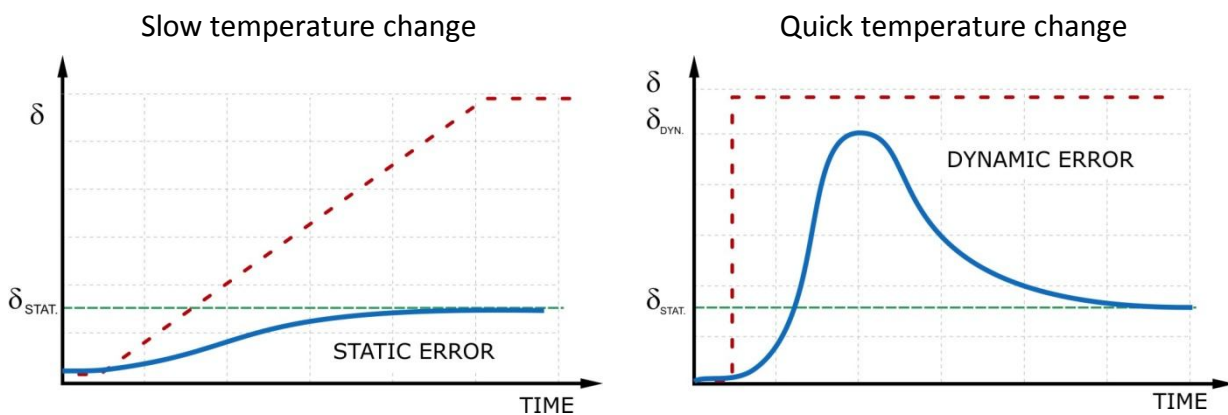 Slow temperature change
δ
δSTAT.
STATIC ERROR
TIME
Quick temperature change
δ
δDYN.
DYNAMIC ERROR
δSTAT.
TIME